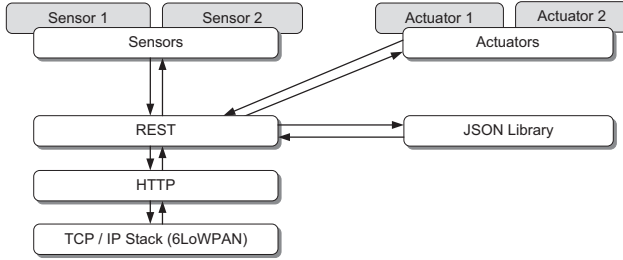 Sensor 1
Sensor 2
Actuator 1
Actuator 2
Sensors
Actuators
REST
JSON Library
HTTP
TCP / IP Stack (6LoWPAN)